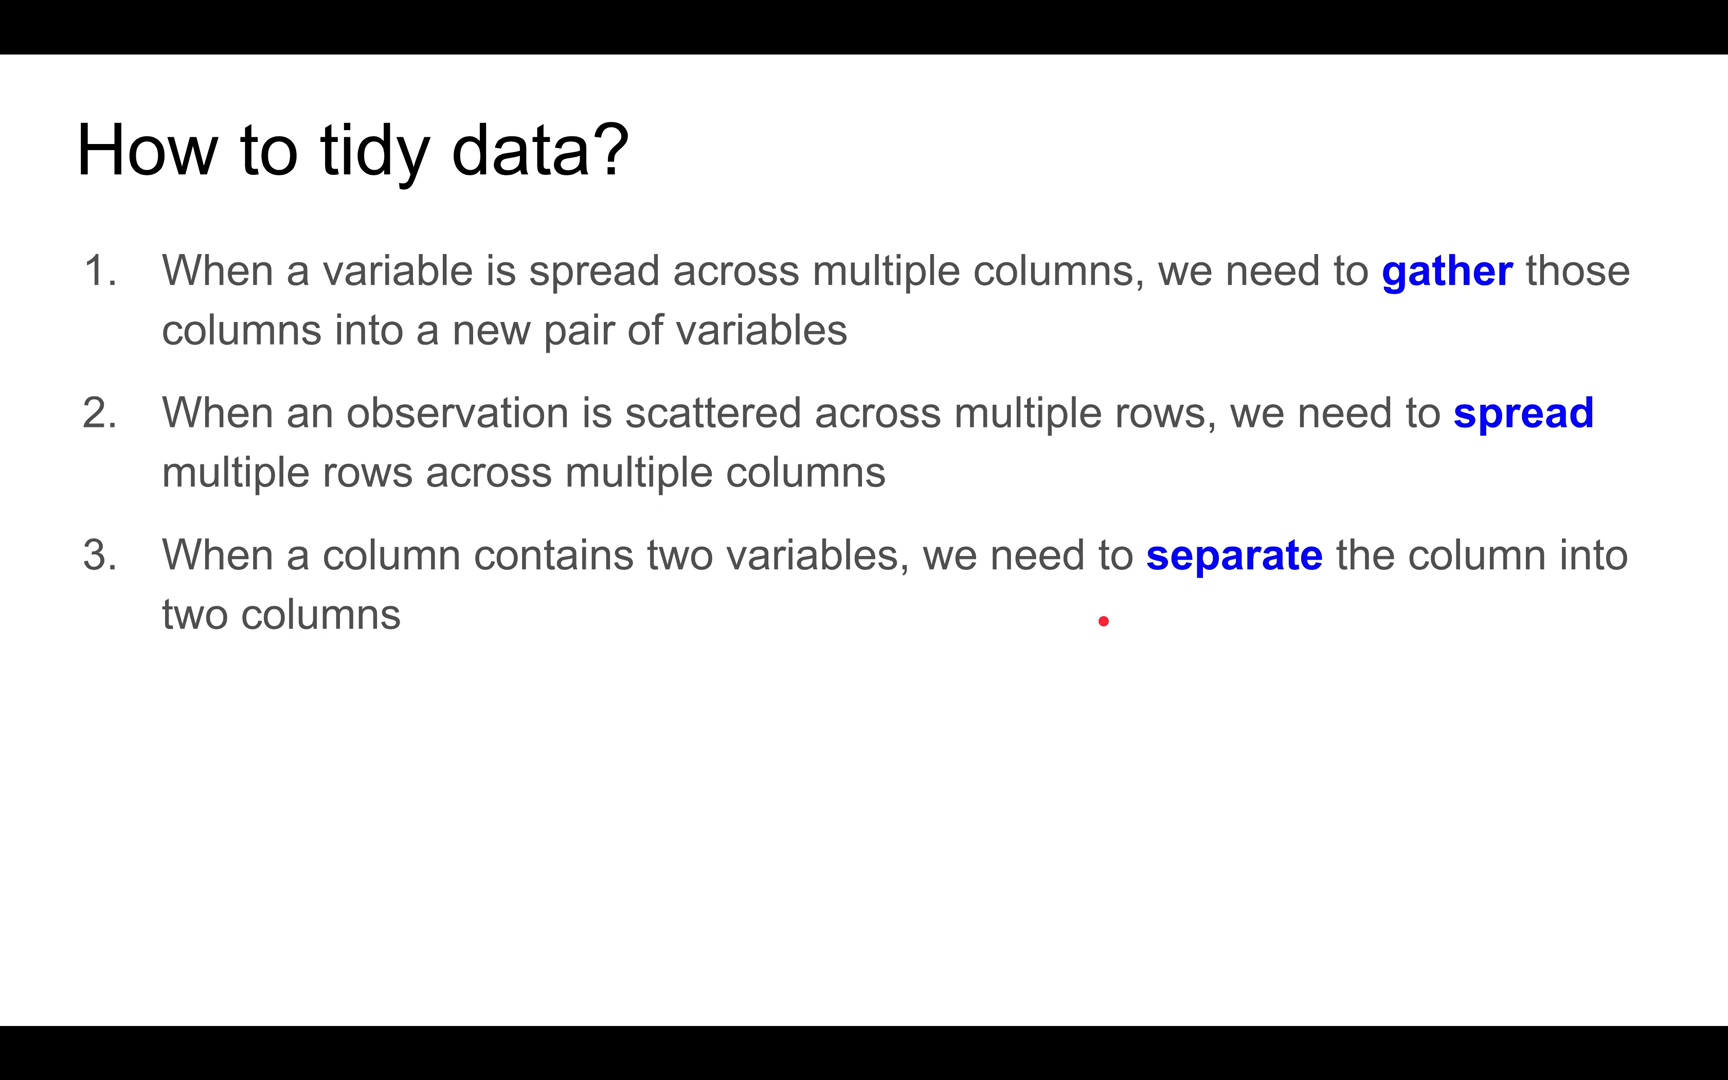 How to tidy data?
1. When a variable is spread across multiple columns, we need to gather those
columns into a new pair of variables
2. When an observation is scattered across multiple rows, we need to spread
multiple rows across multiple columns
3. When a column contains two variables, we need to separate the column into
two columns